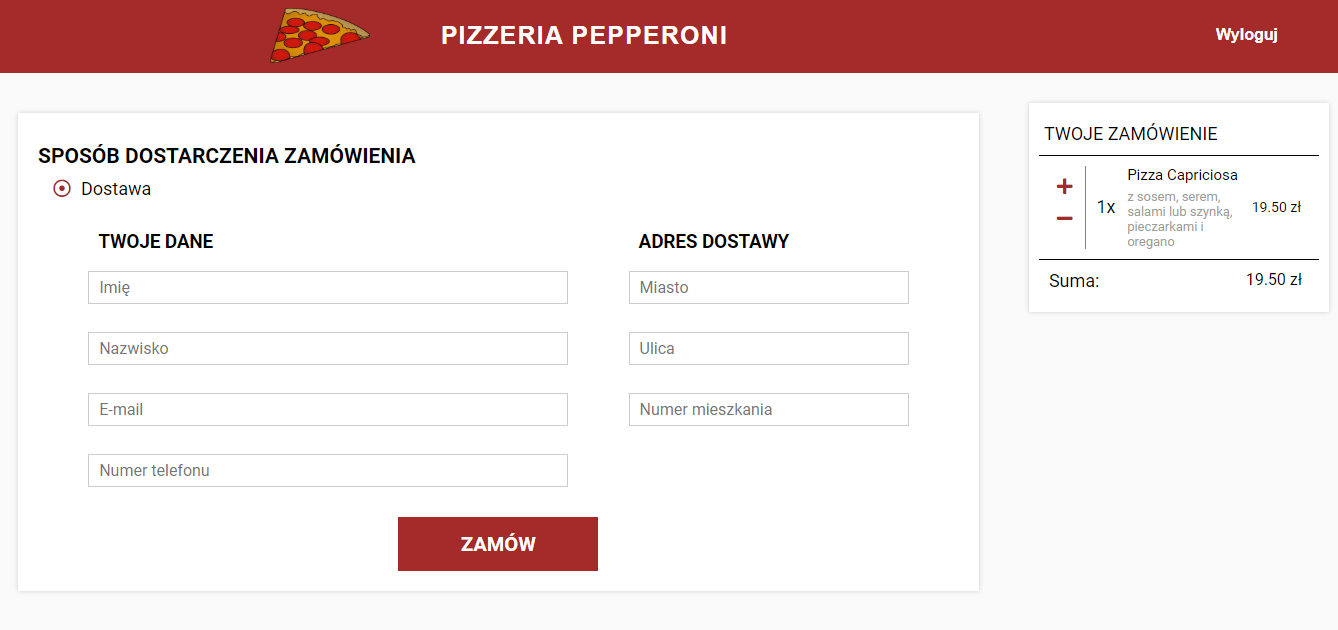 PIZZERIA PEPPERONI
Wyloguj
SPOSÓB DOSTARCZENIA ZAMÓWIENIA
Dostawa
TWOJE DANE
Imię
Nazwisko
E-mail
Numer telefonu
ADRES DOSTAWY
Miasto
Ulica
Numer mieszkania
ZAMÓW
TWOJE ZAMÓWIENIE
+
−
1x
Pizza Capriciosa
z sosem, serem,
salami lub szynką,
pieczarkami i
oregano
19.50 zł
Suma: 19.50 zł